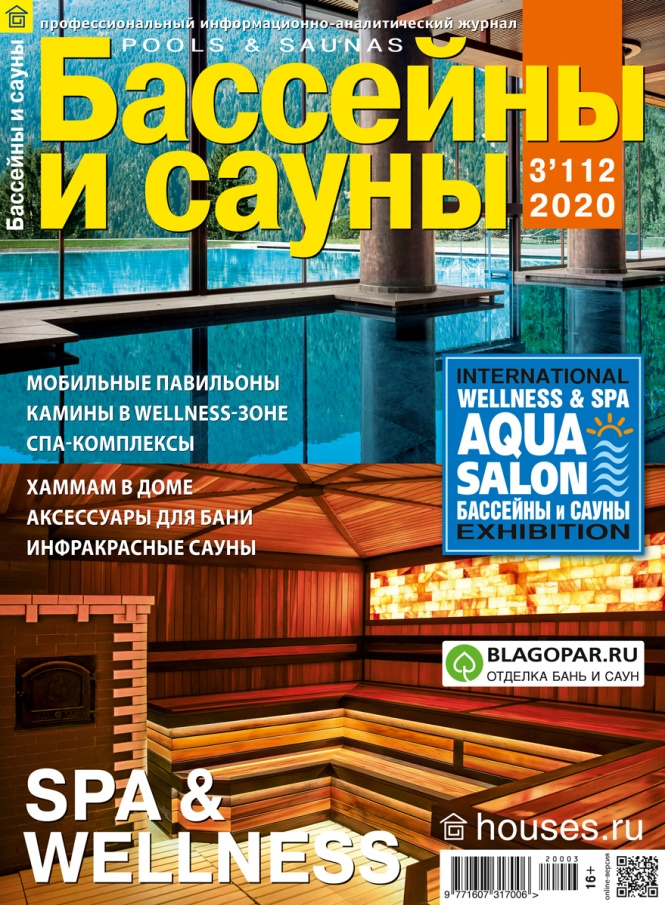 профессиональный информационно-аналитический журнал
POOLS & SAUNAS
Бассейны
и сауны
Бассейны и сауны
3'112
2020
МОБИЛЬНЫЕ ПАВИЛЬОНЫ
КАМИНЫ В WELLNESS-ЗОНЕ
СПА-КОМПЛЕКСЫ
ХАММАМ В ДОМЕ
АКСЕССУАРЫ ДЛЯ БАНИ
ИНФРАКРАСНЫЕ САУНЫ
INTERNATIONAL
WELLNESS & SPA
AQUA
SALON
БАССЕЙНЫ и САУНЫ
EXHIBITION
BLAGOPAR.RU
ОТДЕЛКА БАНЬ И САУН
SPA &
WELLNESS
houses.ru
20003
9 771607 317006 >
16+
online-версия